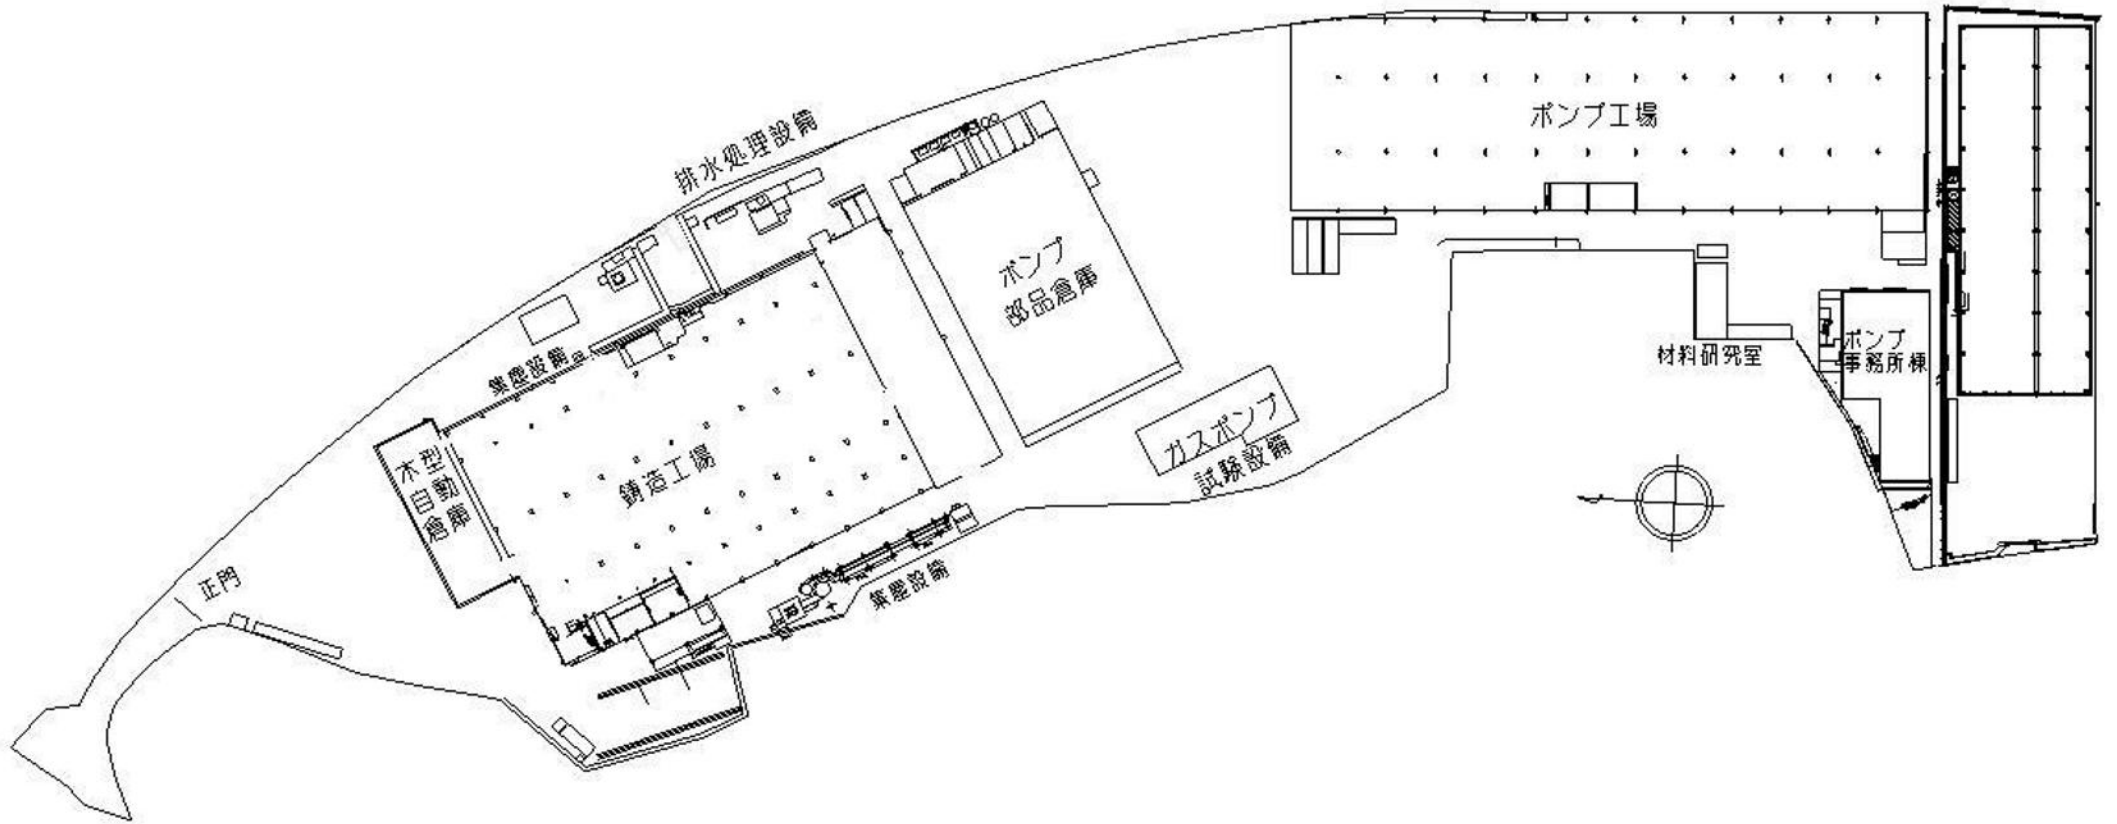 排水処理設備
ポンプ工場
ポンプ
部品倉庫
集塵設備
木型
自動
倉庫
鋳造工場
ガスポンプ
試験設備
材料研究室
ポンプ
事務所棟
正門
集塵設備